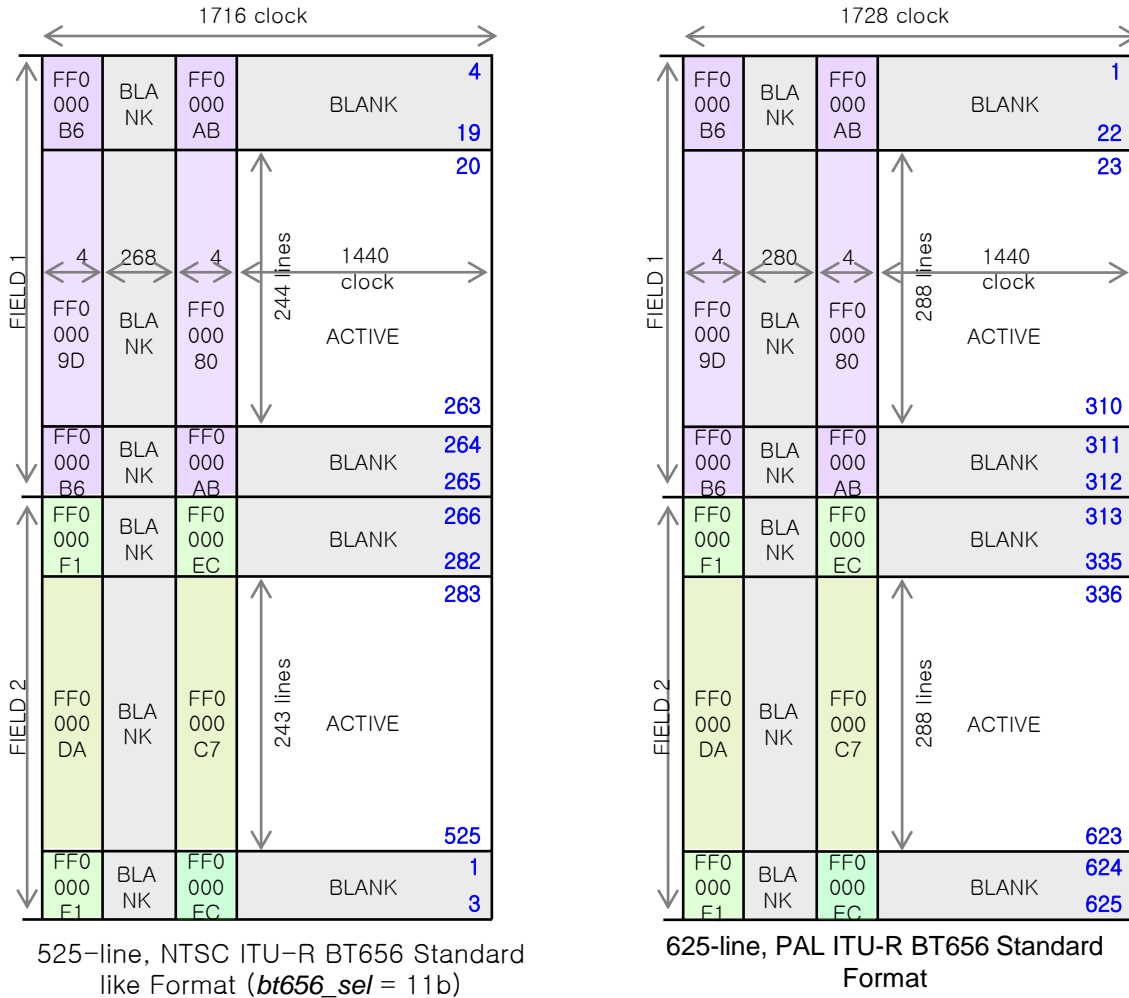 1716 clock
FF0
000
B6
BLA
NK
FF0
000
AB
BLANK
4
19
FIELD 1
20
4
268
4
1440
clock
244 lines
FF0
000
9D
BLA
NK
FF0
000
80
ACTIVE
263
FF0
000
B6
BLA
NK
FF0
000
AB
BLANK
264
265
FIELD 2
FF0
000
F1
BLA
NK
FF0
000
EC
BLANK
266
282
283
FF0
000
DA
BLA
NK
FF0
000
C7
243 lines
ACTIVE
525
FF0
000
F1
BLA
NK
FF0
000
EC
BLANK
1
3
525-line, NTSC ITU-R BT656 Standard
like Format (bt656_sel = 11b)
1728 clock
FF0
000
B6
BLA
NK
FF0
000
AB
BLANK
1
22
FIELD 1
23
4
280
4
1440
clock
288 lines
FF0
000
9D
BLA
NK
FF0
000
80
ACTIVE
310
FF0
000
B6
BLA
NK
FF0
000
AB
BLANK
311
312
FIELD 2
FF0
000
F1
BLA
NK
FF0
000
EC
BLANK
313
335
336
FF0
000
DA
BLA
NK
FF0
000
C7
288 lines
ACTIVE
623
FF0
000
F1
BLA
NK
FF0
000
EC
BLANK
624
625
625-line, PAL ITU-R BT656 Standard
Format